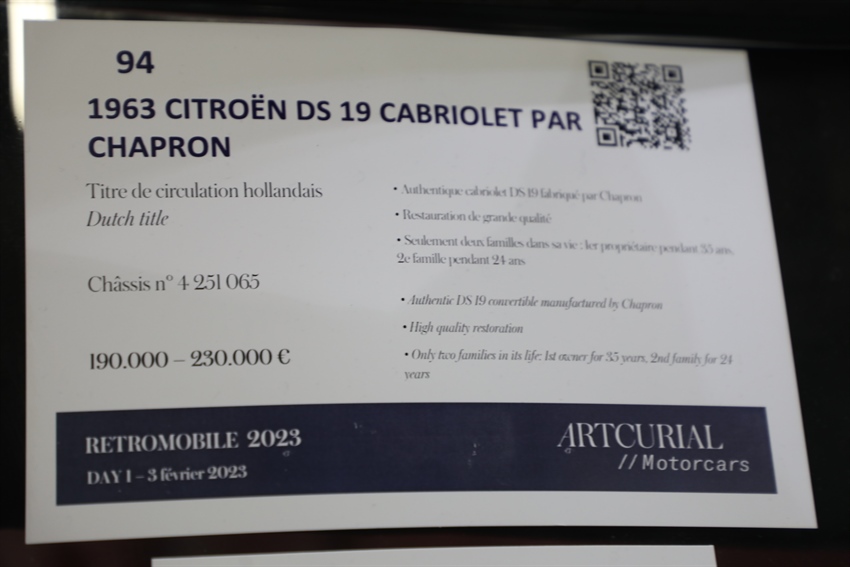 94
1963 CITROËN DS 19 CABRIOLET PAR
CHAPRON
Titre de circulation hollandais
Dutch title
Châssis n° 4 251 065
190.000 – 230.000 €
• Authentique cabriolet DS 19 fabriqué par Chapron
• Restauration de grande qualité
• Seulement deux familles dans sa vie : 1er propriétaire pendant 35 ans,
2e famille pendant 24 ans
• Authentic DS 19 convertible manufactured by Chapron
• High quality restoration
• Only two families in its life: 1st owner for 35 years, 2nd family for 24
years
RETROMOBILE 2023
DAY 1 – 3 février 2023
ARTCURIAL
// Motorcars